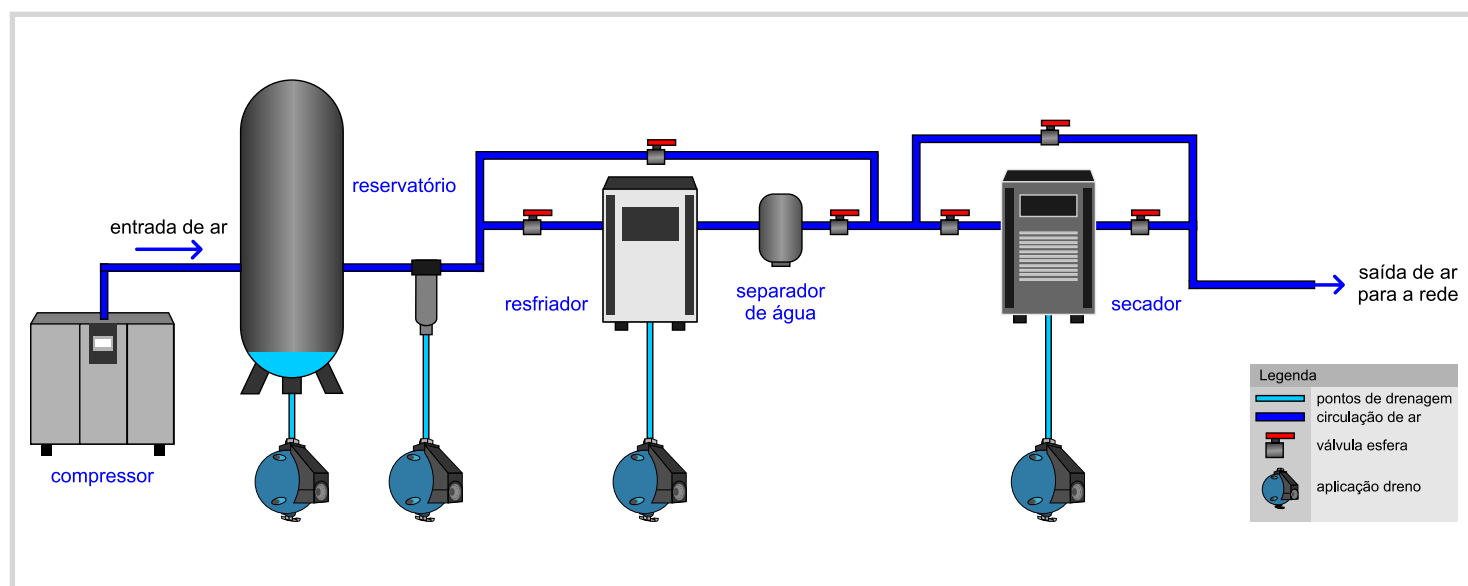 reservatório
entrada de ar
compressor
resfriador
separador
de água
secador
saída de ar
para a rede
Legenda
pontos de drenagem
circulação de ar
válvula esfera
aplicação dreno